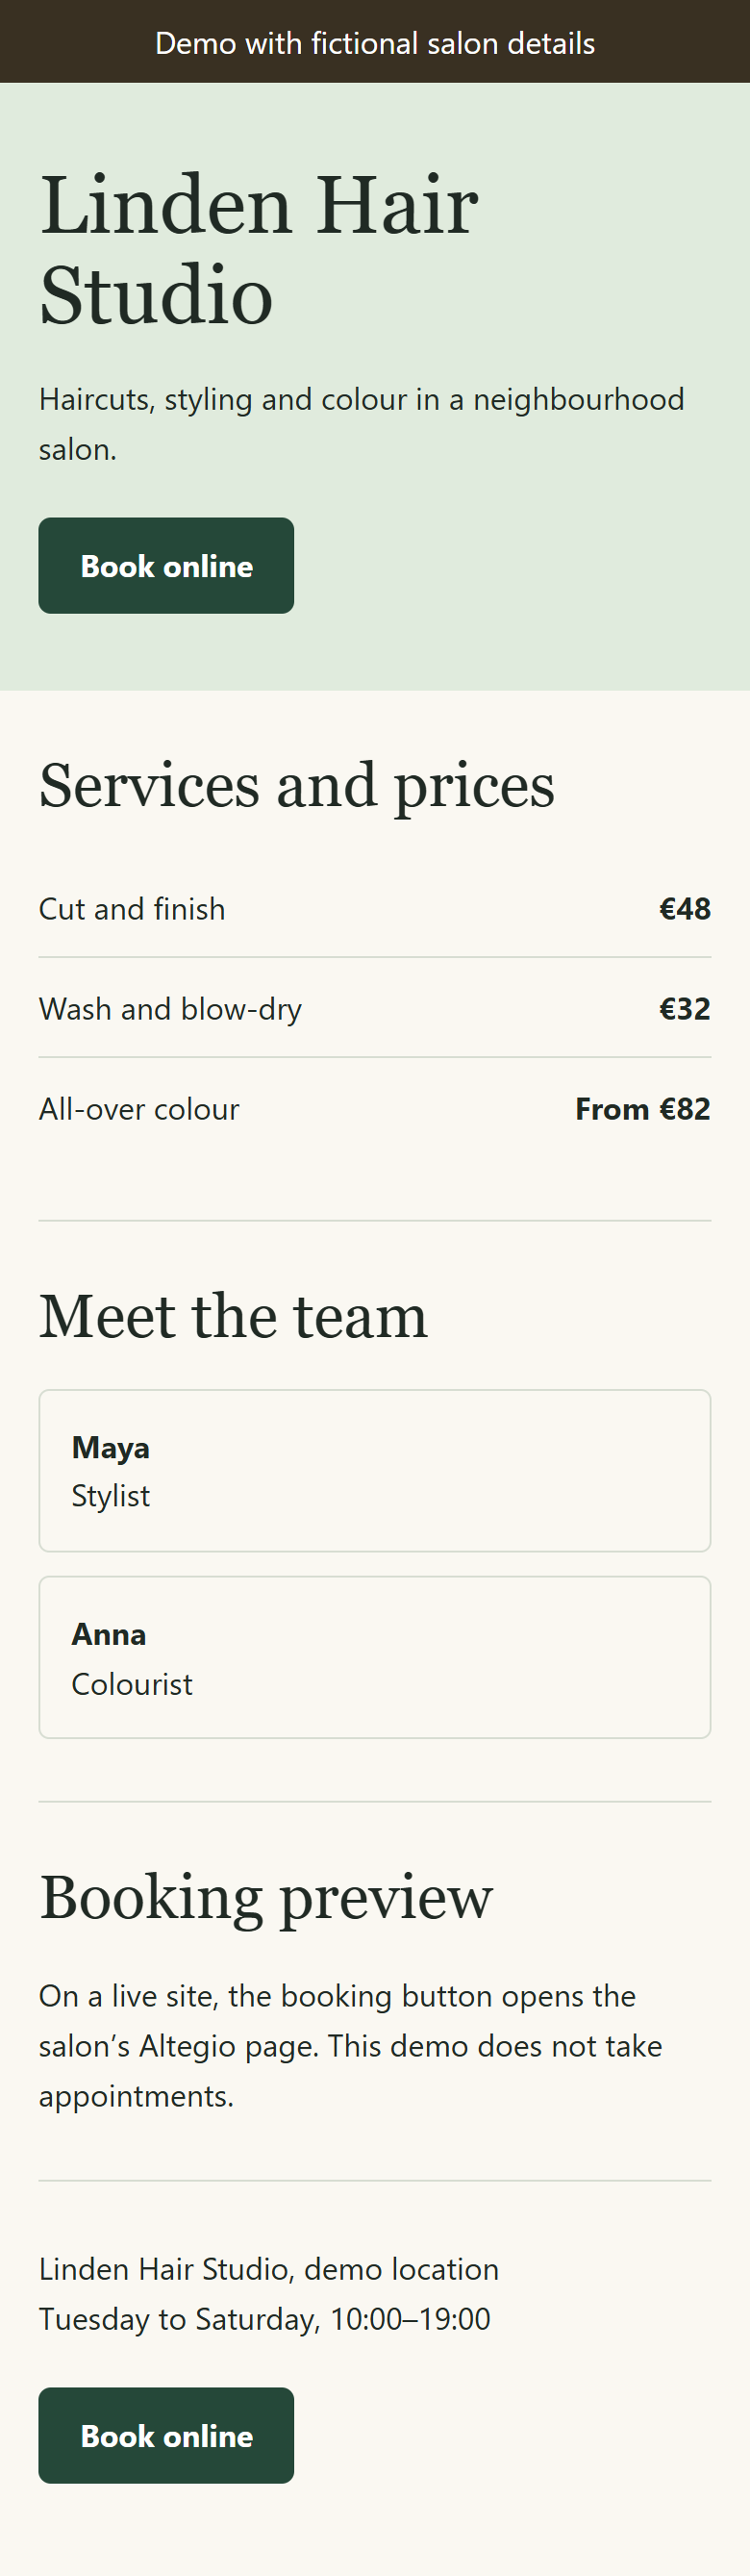 Demo with fictional salon details
Linden Hair
Studio
Haircuts, styling and colour in a neighbourhood
salon.
Book online
Services and prices
Cut and finish €48
Wash and blow-dry €32
All-over colour From €82
Meet the team
Maya
Stylist
Anna
Colourist
Booking preview
On a live site, the booking button opens the
salon’s Altegio page. This demo does not take
appointments.
Linden Hair Studio, demo location
Tuesday to Saturday, 10:00–19:00
Book online